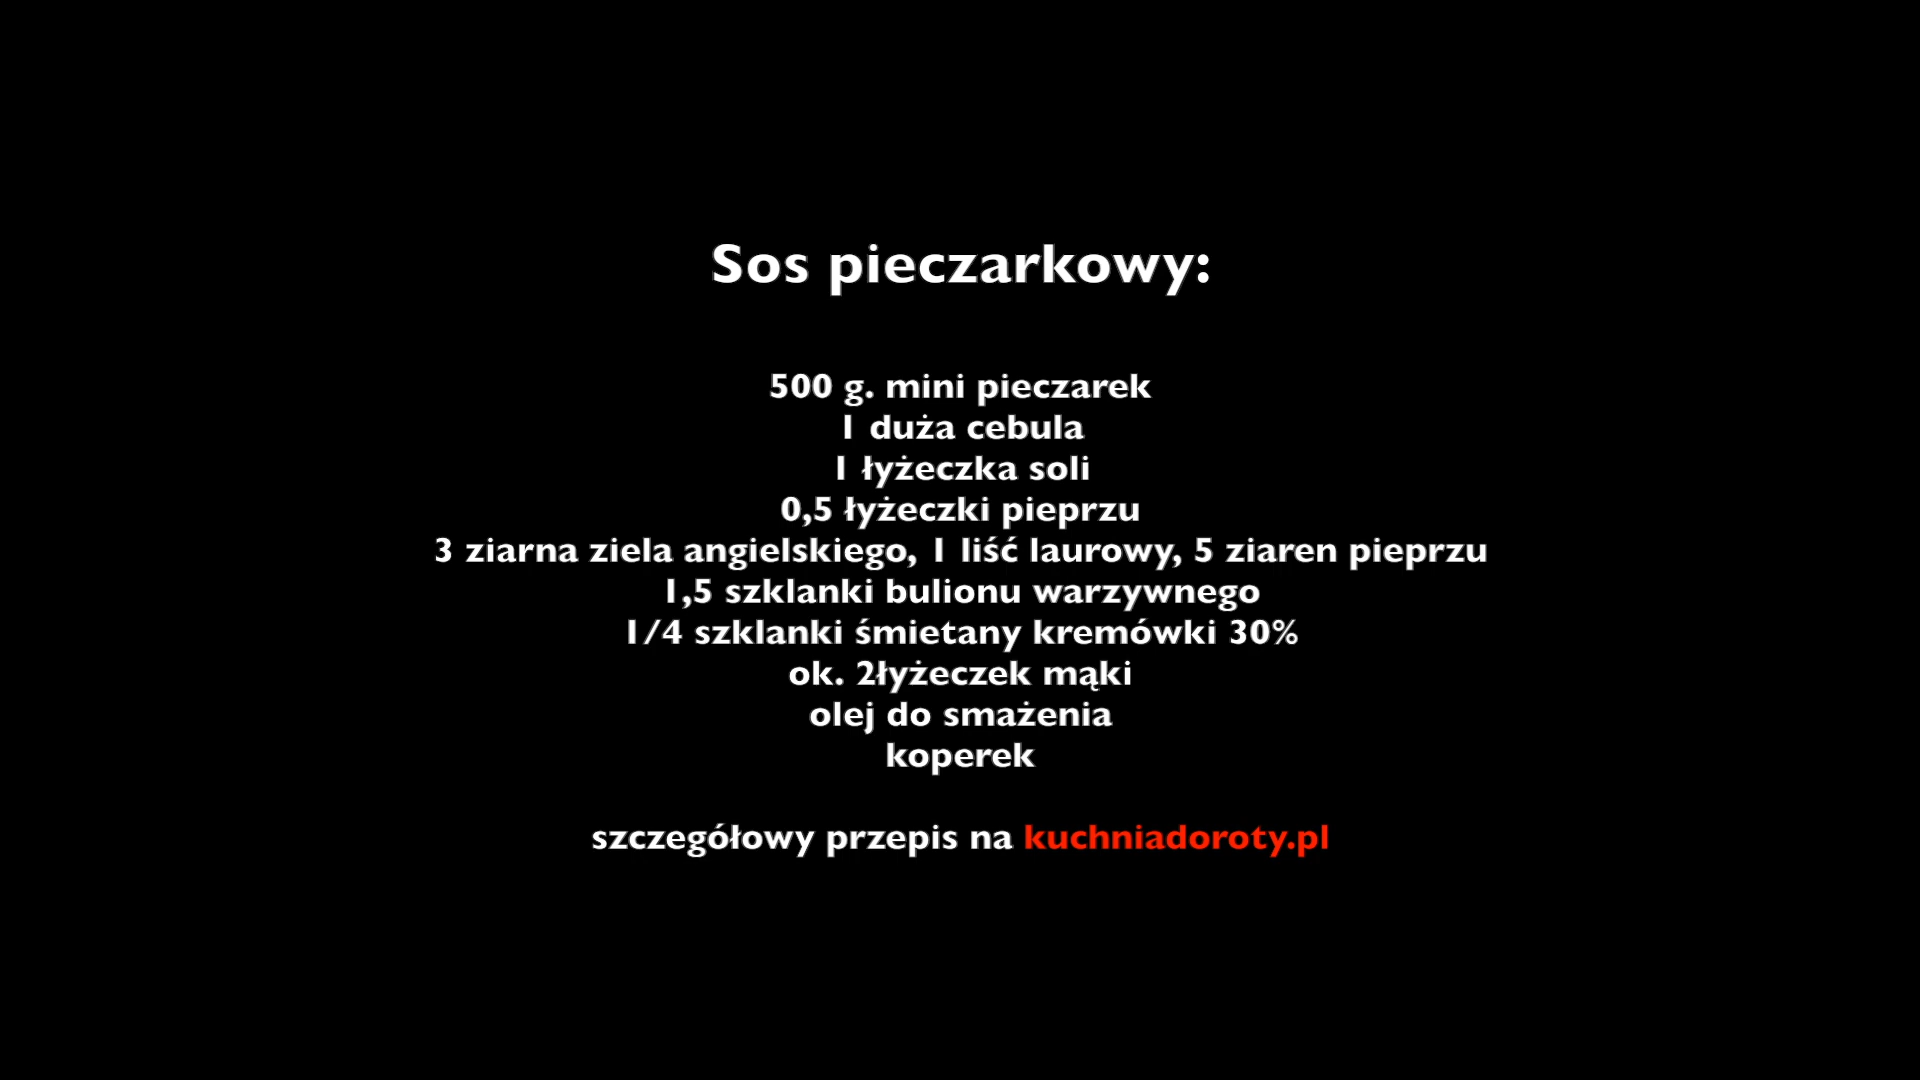 Sos pieczarkowy:
500 g. mini pieczarek
1 duża cebula
1 łyżeczka soli
0,5 łyżeczki pieprzu
3 ziarna ziela angielskiego, 1 liść laurowy, 5 ziaren pieprzu
1,5 szklanki bulionu warzywnego
1/4 szklanki śmietany kremówki 30%
ok. 2łyżeczek mąki
olej do smażenia
koperek
szczegółowy przepis na kuchniadoroty.pl